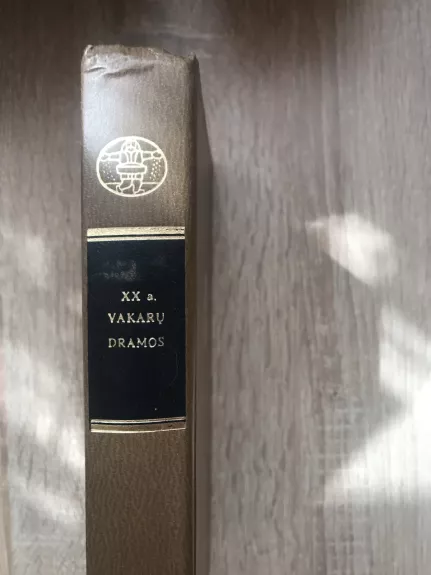 XX a.
VAKARŲ
DRAMOS